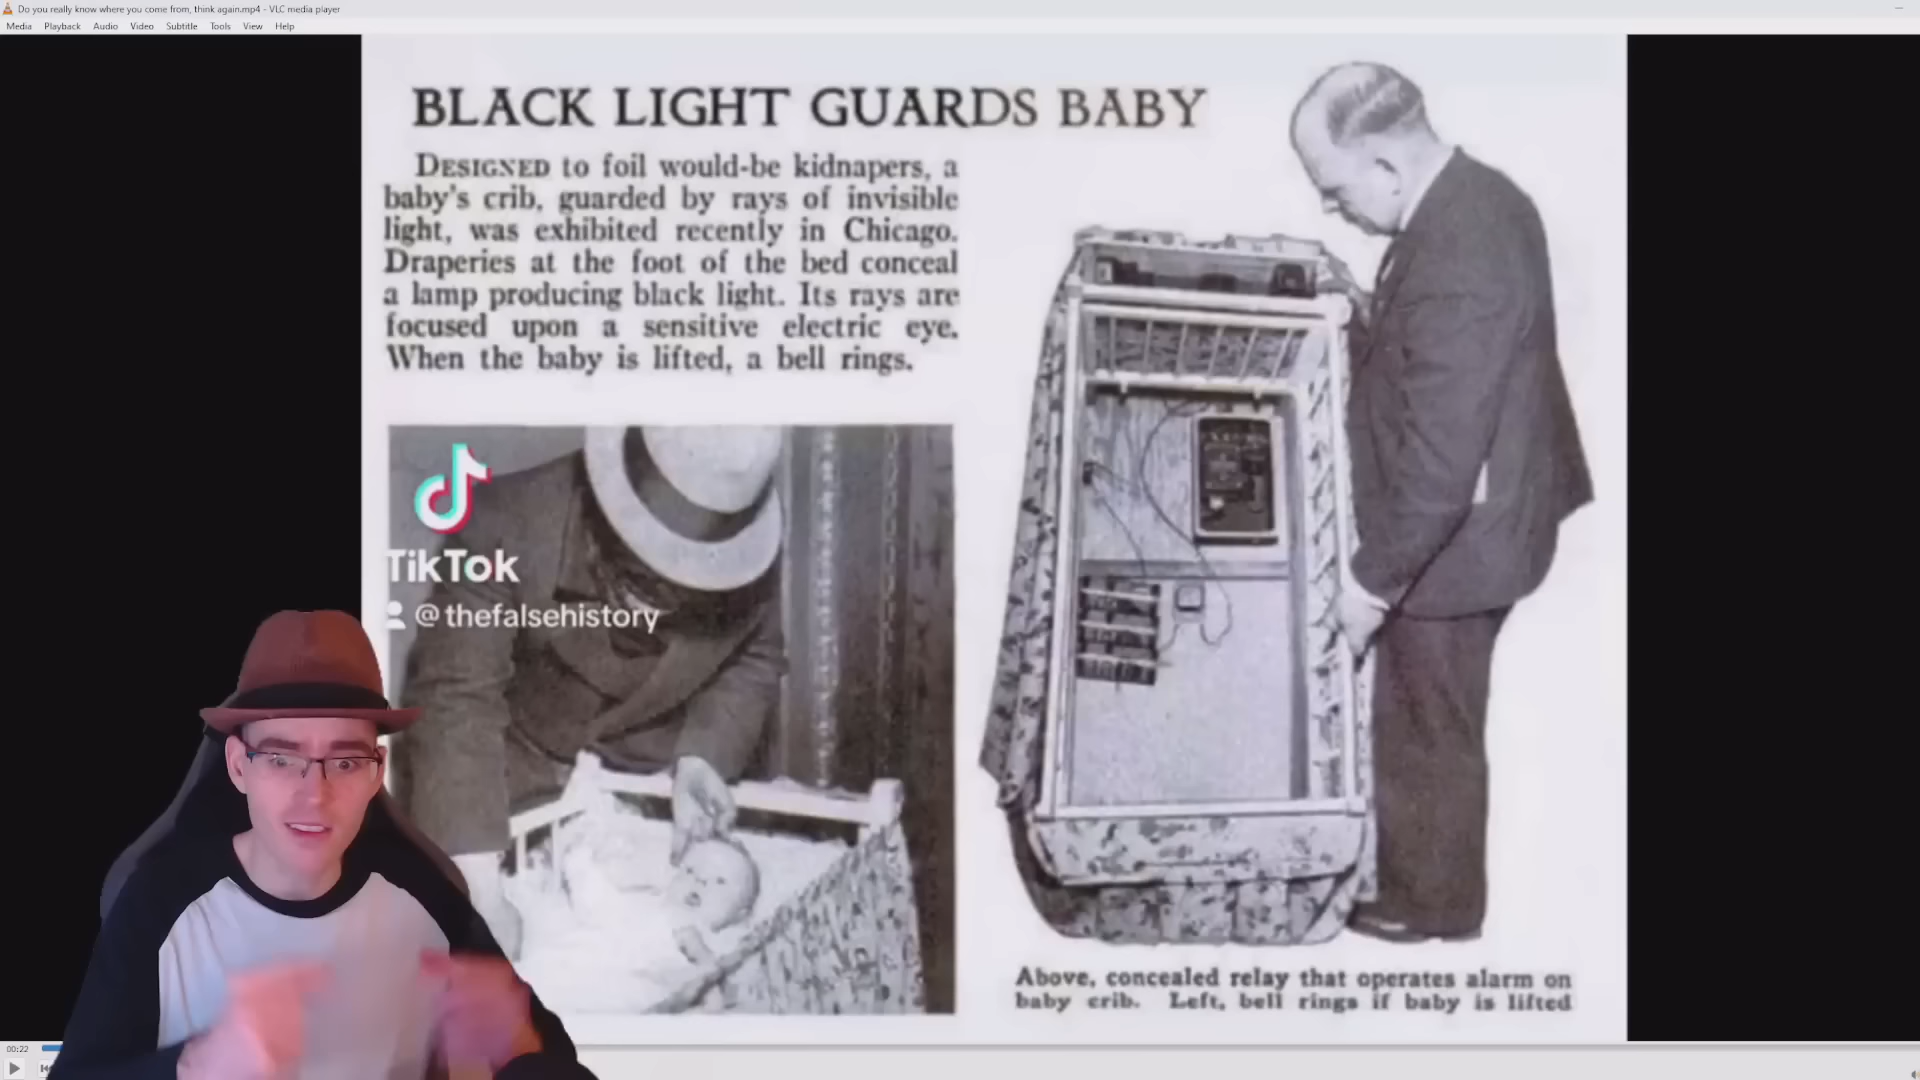 Do you really know where you come from, think again.mp4 - VLC media player
Media Playback Audio Video Subtitle Tools View Help
BLACK LIGHT GUARDS BABY
DESIGNED to foil would-be kidnapers, a
baby's crib, guarded by rays of invisible
light, was exhibited recently in Chicago.
Draperies at the foot of the bed conceal
a lamp producing black light. Its rays are
focused upon a sensitive electric eye.
When the baby is lifted, a bell rings.
TikTok
@thefalsehistory
Above, concealed relay that operates alarm on
baby crib. Left, bell rings if baby is lifted
00:22